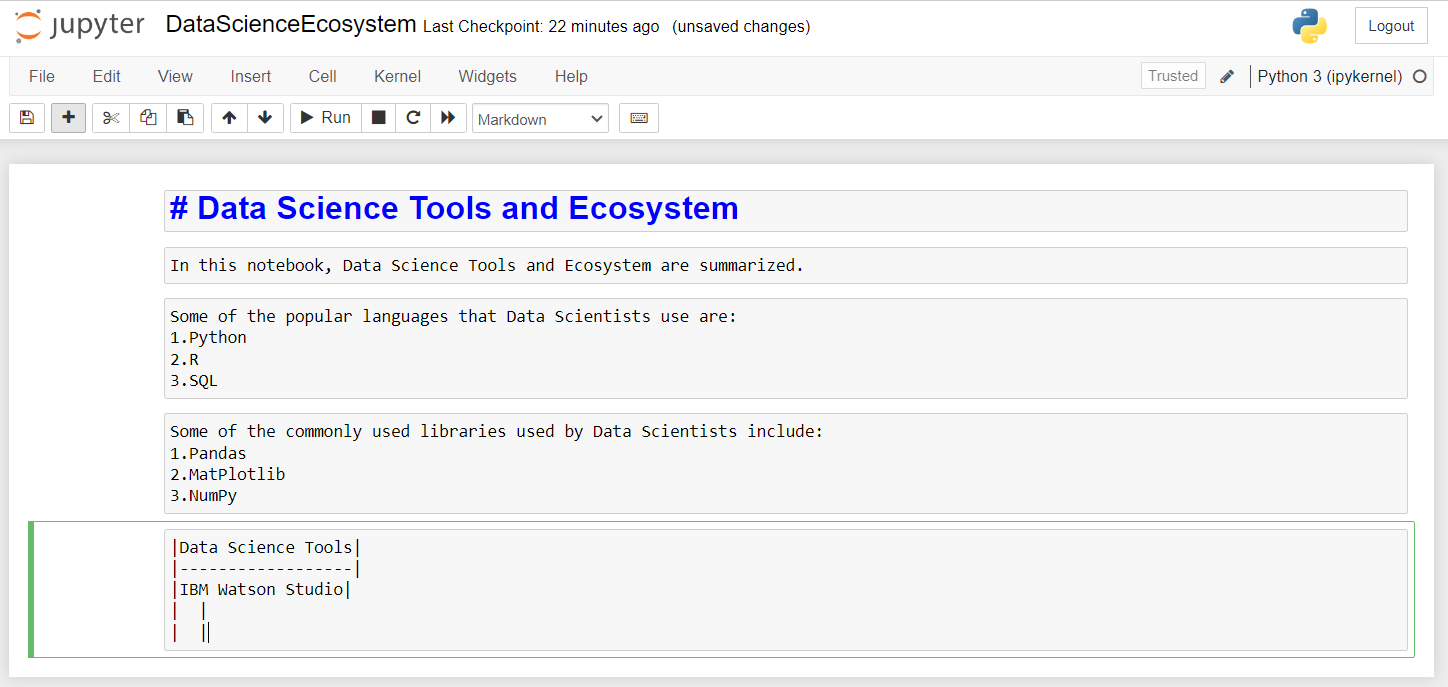 jupyter DataScienceEcosystem Last Checkpoint: 22 minutes ago (unsaved changes) Logout
File Edit View Insert Cell Kernel Widgets Help Trusted Python 3 (ipykernel)
Run Markdown
# Data Science Tools and Ecosystem
In this notebook, Data Science Tools and Ecosystem are summarized.
Some of the popular languages that Data Scientists use are:
1.Python
2.R
3.SQL
Some of the commonly used libraries used by Data Scientists include:
1.Pandas
2.MatPlotlib
3.NumPy
|Data Science Tools|
|------------------|
|IBM Watson Studio|
|  |
|  |